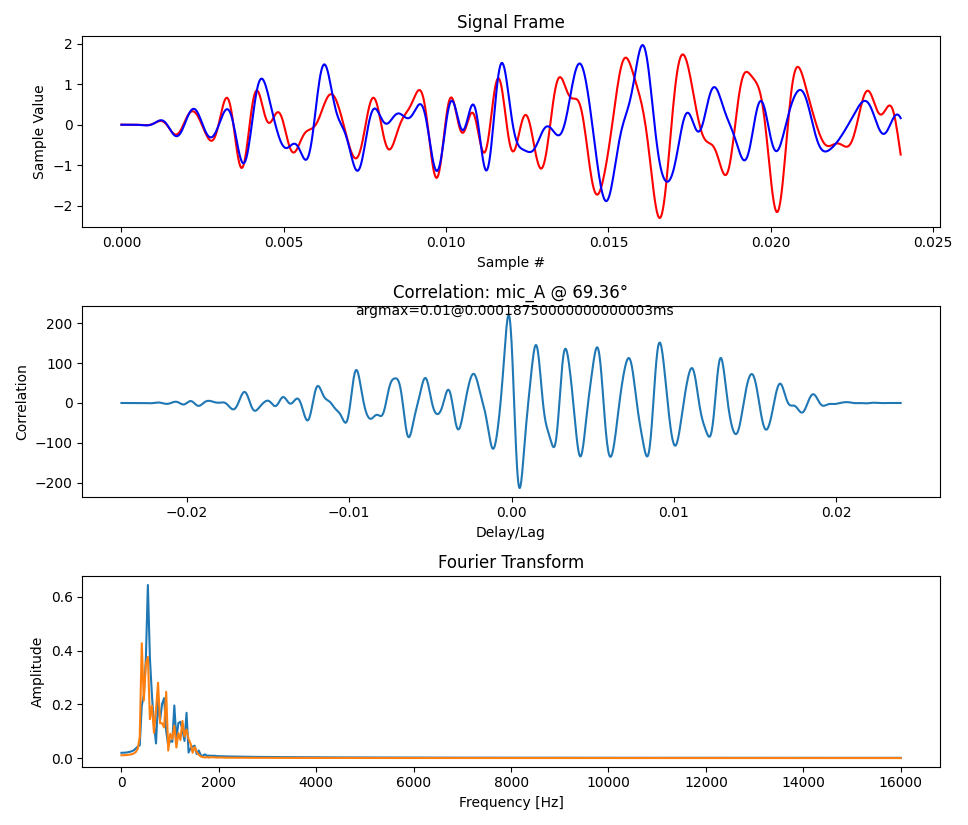 Signal Frame
Sample Value
2
1
0
−1
−2
0.000 0.005 0.010 0.015 0.020 0.025
Sample #
Correlation: mic_A @ 69.36°
argmax=0.01@0.00018750000000000003ms
Correlation
200
100
0
−100
−200
−0.02 −0.01 0.00 0.01 0.02
Delay/Lag
Fourier Transform
Amplitude
0.6
0.4
0.2
0.0
0 2000 4000 6000 8000 10000 12000 14000 16000
Frequency [Hz]